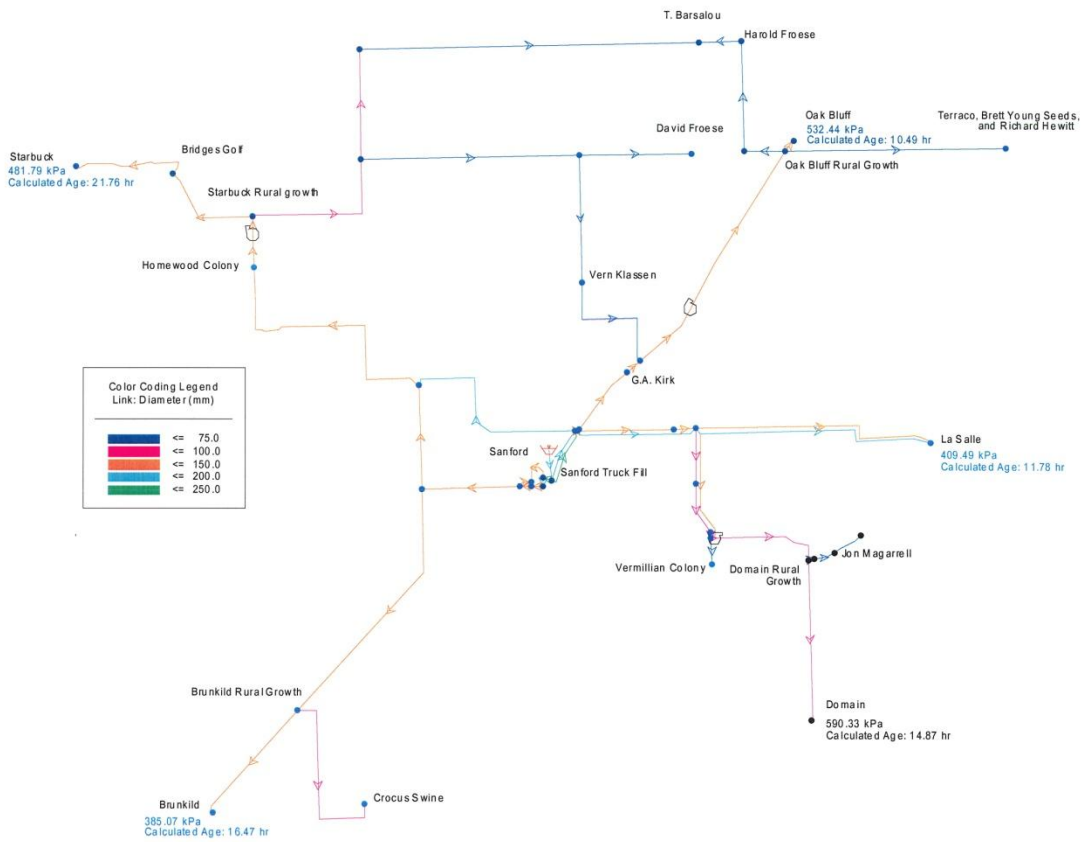 T. Barsalou
Harold Froese
Oak Bluff
532.44 kPa
Calculated Age: 10.49 hr
Terraco, Brett Young Seeds,
and Richard Hewitt
David Froese
Oak Bluff Rural Growth
Bridges Golf
Starbuck
481.79 kPa
Calculated Age: 21.76 hr
Starbuck Rural growth
Homewood Colony
Vern Klassen
G.A. Kirk
Color Coding Legend
Link: Diameter (mm)
<= 75.0
<= 100.0
<= 150.0
<= 200.0
<= 250.0
Sanford
Sanford Truck Fill
La Salle
409.49 kPa
Calculated Age: 11.78 hr
Vermillian Colony
Domain Rural
Growth
Jon Magarrell
Brunkild Rural Growth
Domain
590.33 kPa
Calculated Age: 14.87 hr
Crocus Swine
Brunkild
385.07 kPa
Calculated Age: 16.47 hr